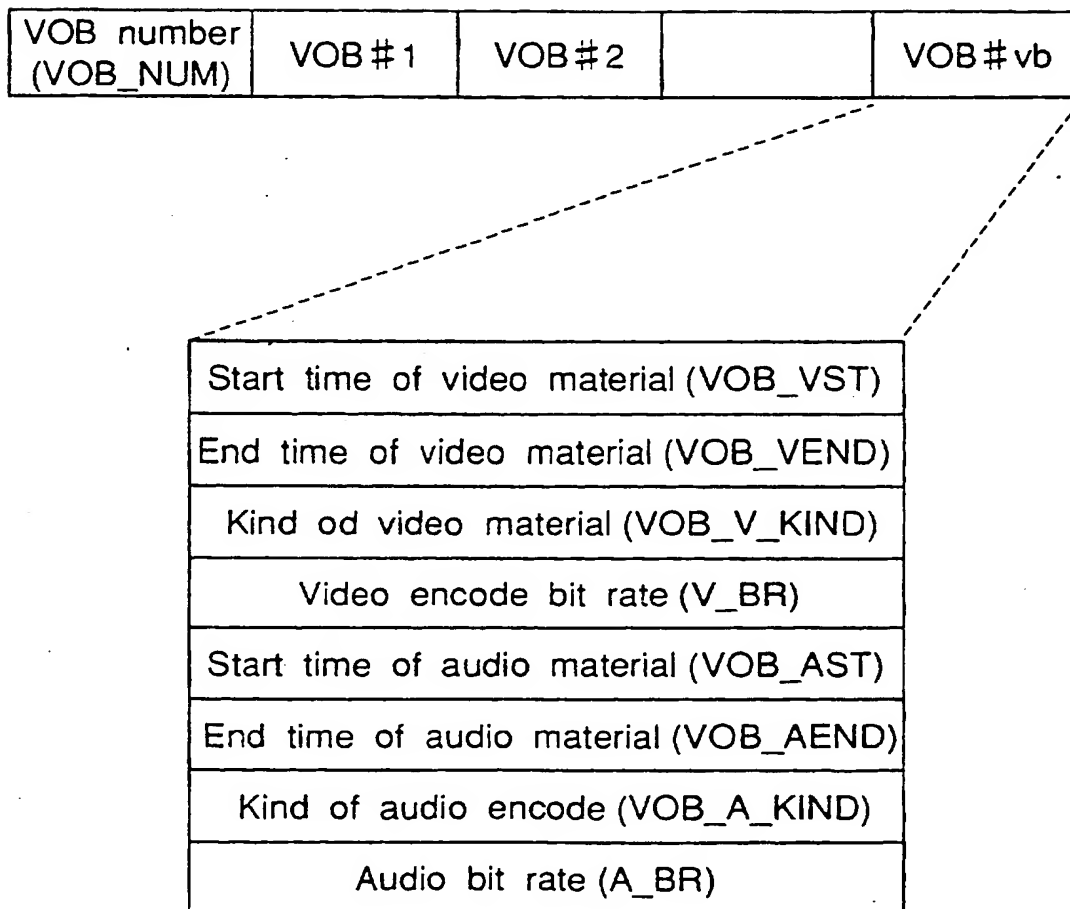 VOB number
(VOB_NUM)
VOB#1
VOB#2
VOB#vb
Start time of video material (VOB_VST)
End time of video material (VOB_VEND)
Kind od video material (VOB_V_KIND)
Video encode bit rate (V_BR)
Start time of audio material (VOB_AST)
End time of audio material (VOB_AEND)
Kind of audio encode (VOB_A_KIND)
Audio bit rate (A_BR)